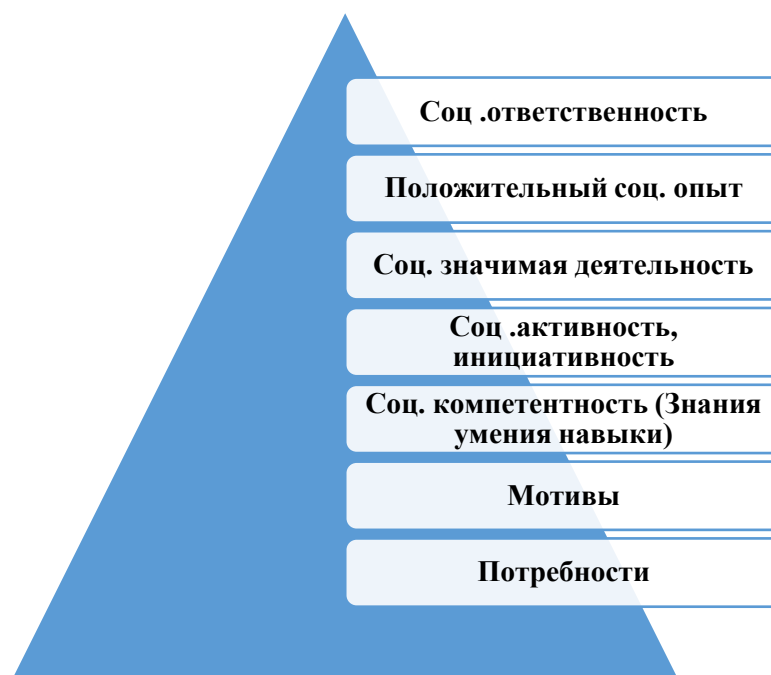 Соц .ответственность
Положительный соц. опыт
Соц. значимая деятельность
Соц .активность,
инициативность
Соц. компетентность (Знания
умения навыки)
Мотивы
Потребности